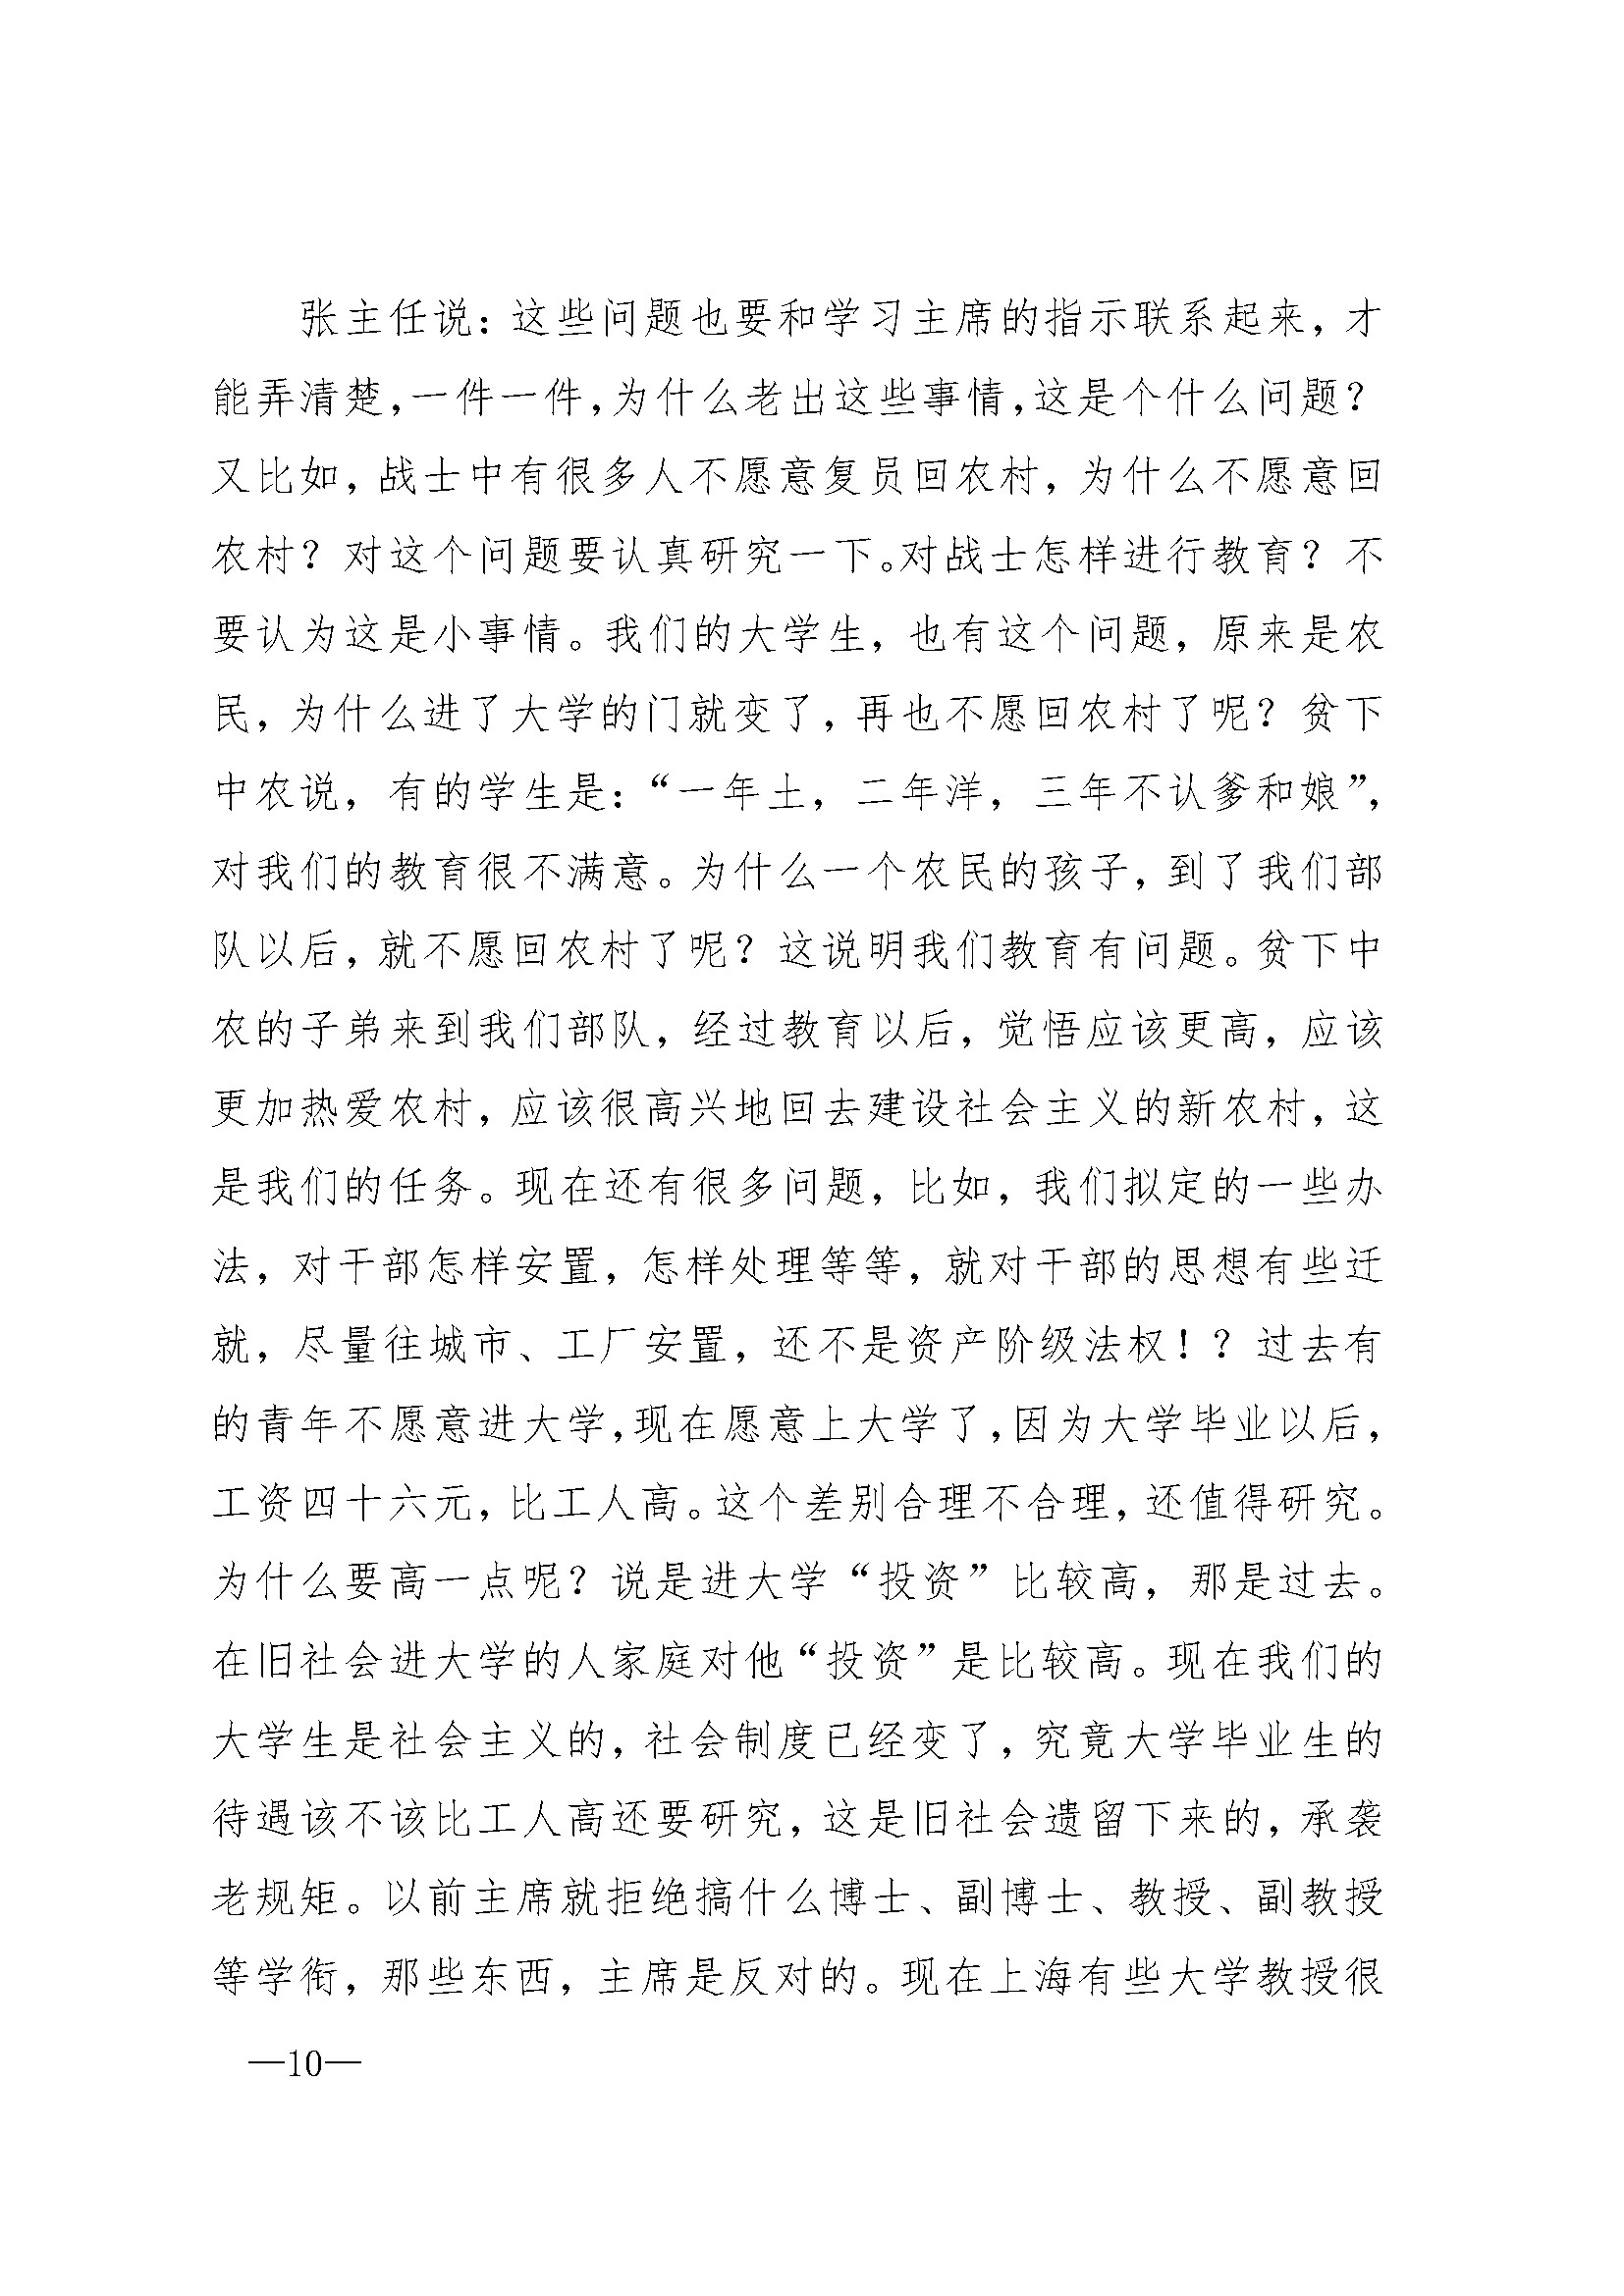 张主任说：这些问题也要和学习主席的指示联系起来，才
能弄清楚，一件一件，为什么老出这些事情，这是个什么问题？
又比如，战士中有很多人不愿意复员回农村，为什么不愿意回
农村？对这个问题要认真研究一下。对战士怎样进行教育？不
要认为这是小事情。我们的大学生，也有这个问题，原来是农
民，为什么进了大学的门就变了，再也不愿回农村了呢？贫下
中农说，有的学生是：“一年土，二年洋，三年不认爹和娘”，
对我们的教育很不满意。为什么一个农民的孩子，到了我们部
队以后，就不愿回农村了呢？这说明我们教育有问题。贫下中
农的子弟来到我们部队，经过教育以后，觉悟应该更高，应该
更加热爱农村，应该很高兴地回去建设社会主义的新农村，这
是我们的任务。现在还有很多问题，比如，我们拟定的一些办
法，对干部怎样安置，怎样处理等等，就对干部的思想有些迁
就，尽量往城市、工厂安置，还不是资产阶级法权！？过去有
的青年不愿意进大学，现在愿意上大学了，因为大学毕业以后，
工资四十六元，比工人高。这个差别合理不合理，还值得研究。
为什么要高一点呢？说是进大学“投资”比较高，那是过去。
在旧社会进大学的人家庭对他“投资”是比较高。现在我们的
大学生是社会主义的，社会制度已经变了，究竟大学毕业生的
待遇该不该比工人高还要研究，这是旧社会遗留下来的，承袭
老规矩。以前主席就拒绝搞什么博士、副博士、教授、副教授
等学衔，那些东西，主席是反对的。现在上海有些大学教授很
—10—